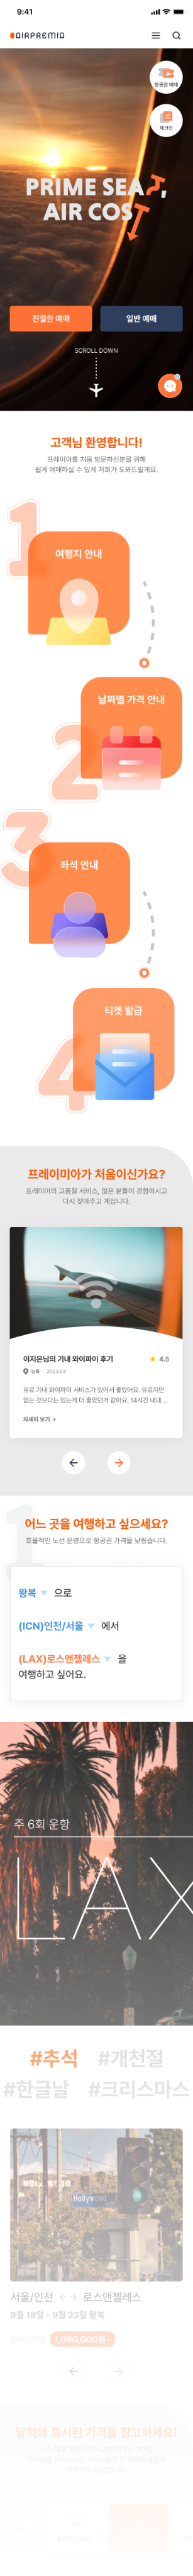 9:41
AIRPREMIA
항공권 예매
체크인
PRIME SEAT
AIR COST
친절한 예매
일반 예매
SCROLL DOWN
고객님 환영합니다!
프레미아를 처음 방문하신분을 위해
쉽게 예매하실 수 있게 저희가 도와드릴게요.
1
여행지 안내
2
날짜별 가격 안내
3
좌석 안내
4
티켓 발급
프레이미아가 처음이신가요?
프레미아의 고품질 서비스, 많은 분들이 경험하시고
다시 찾아주고 계십니다.
이지은님의 기내 와이파이 후기
4.5
뉴욕 2023.03
유료 기내 와이파이 서비스가 있어서 좋았어요. 유료지만
없는 것보다는 있는게 더 좋았던거 같아요. 14시간 내내 ...
자세히 보기 →
1
어느 곳을 여행하고 싶으세요?
효율적인 노선 운영으로 항공권 가격을 낮췄습니다.
왕복 으로
(ICN)인천/서울 에서
(LAX)로스앤젤레스 을
여행하고 싶어요.
주 6회 운항
LAX
#추석 #개천절
#한글날 #크리스마스
Hollywood
서울/인천 로스앤젤레스
9월 18일 - 9월 23일 왕복
1,080,000원~
달력에 표시된 가격을 참고하세요!